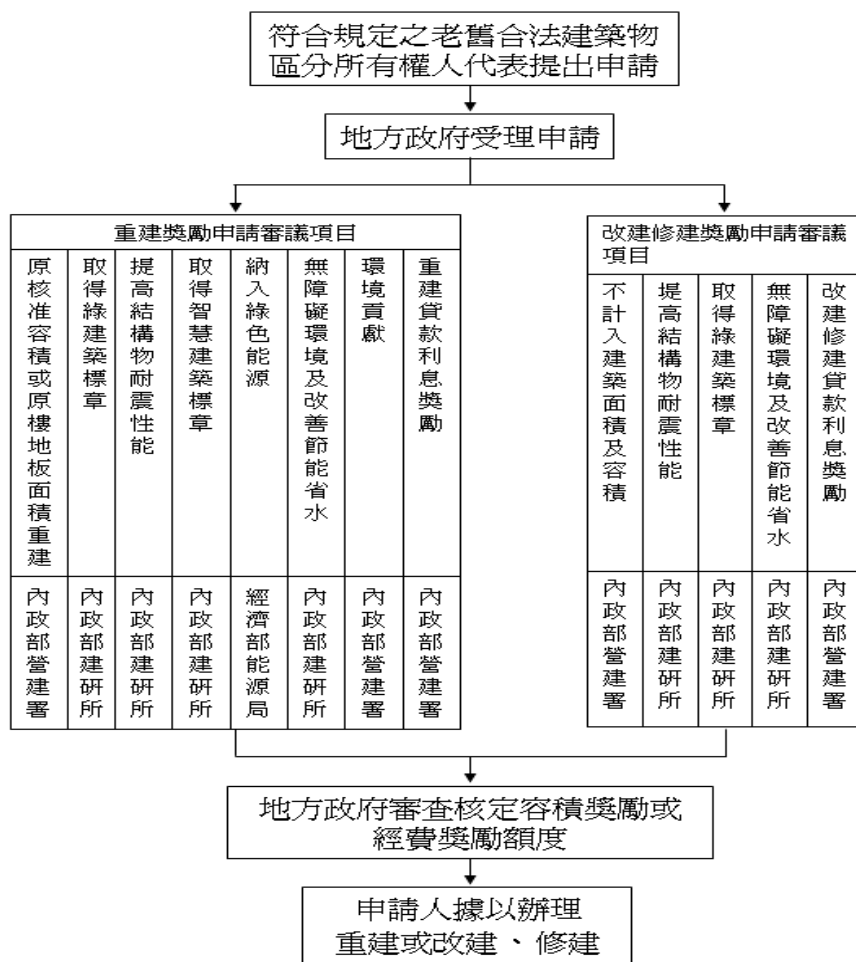 符合規定之老舊合法建築物
區分所有權人代表提出申請
地方政府受理申請
重建獎勵申請審議項目
原核准容積或原樓地板面積重建
取得綠建築標章
提高結構物耐震性能
取得智慧建築標章
納入綠色能源
無障礙環境及改善節能省水
環境貢獻
重建貸款利息獎勵
內政部營建署
內政部建研所
內政部建研所
內政部建研所
經濟部能源局
內政部建研所
內政部營建署
內政部營建署
改建修建獎勵申請審議
項目
不計入建築面積及容積
提高結構物耐震性能
取得綠建築標章
無障礙環境及改善節能省水
改建修建貸款利息獎勵
內政部營建署
內政部建研所
內政部建研所
內政部建研所
內政部營建署
地方政府審查核定容積獎勵或
經費獎勵額度
申請人據以辦理
重建或改建、修建